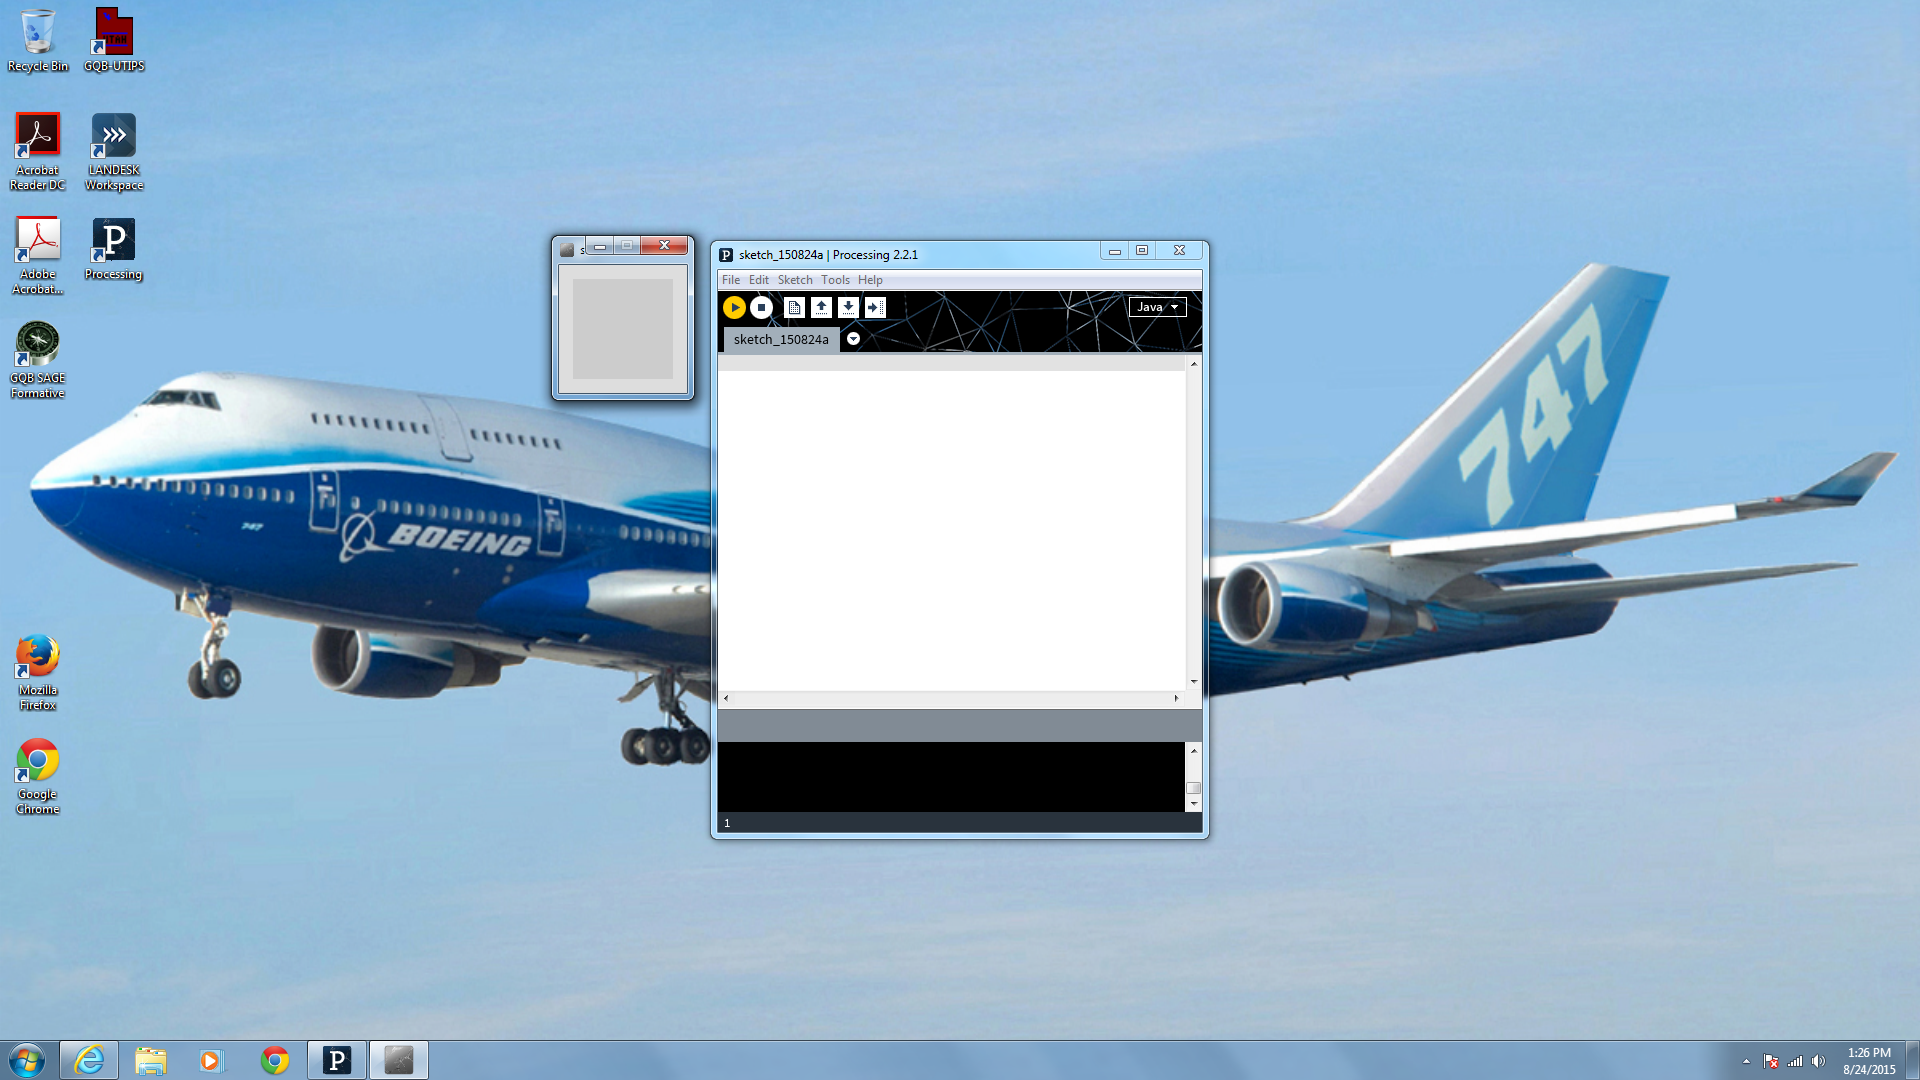 Recycle Bin
GQB-UTIPS
UTAH
Acrobat
Reader DC
LANDESK
Workspace
Adobe
Acrobat...
P
Processing
GQB SAGE
Formative
Mozilla
Firefox
Google
Chrome
s
P sketch_150824a | Processing 2.2.1
File Edit Sketch Tools Help
Java
sketch_150824a
1
747
BOEING
747
P
1:26 PM
8/24/2015